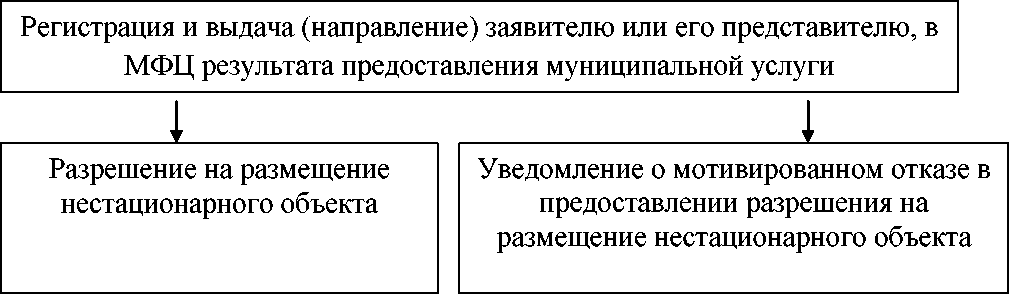 Регистрация и выдача (направление) заявителю или его представителю, в
МФЦ результата предоставления муниципальной услуги
Разрешение на размещение
нестационарного объекта
Уведомление о мотивированном отказе в
предоставлении разрешения на
размещение нестационарного объекта